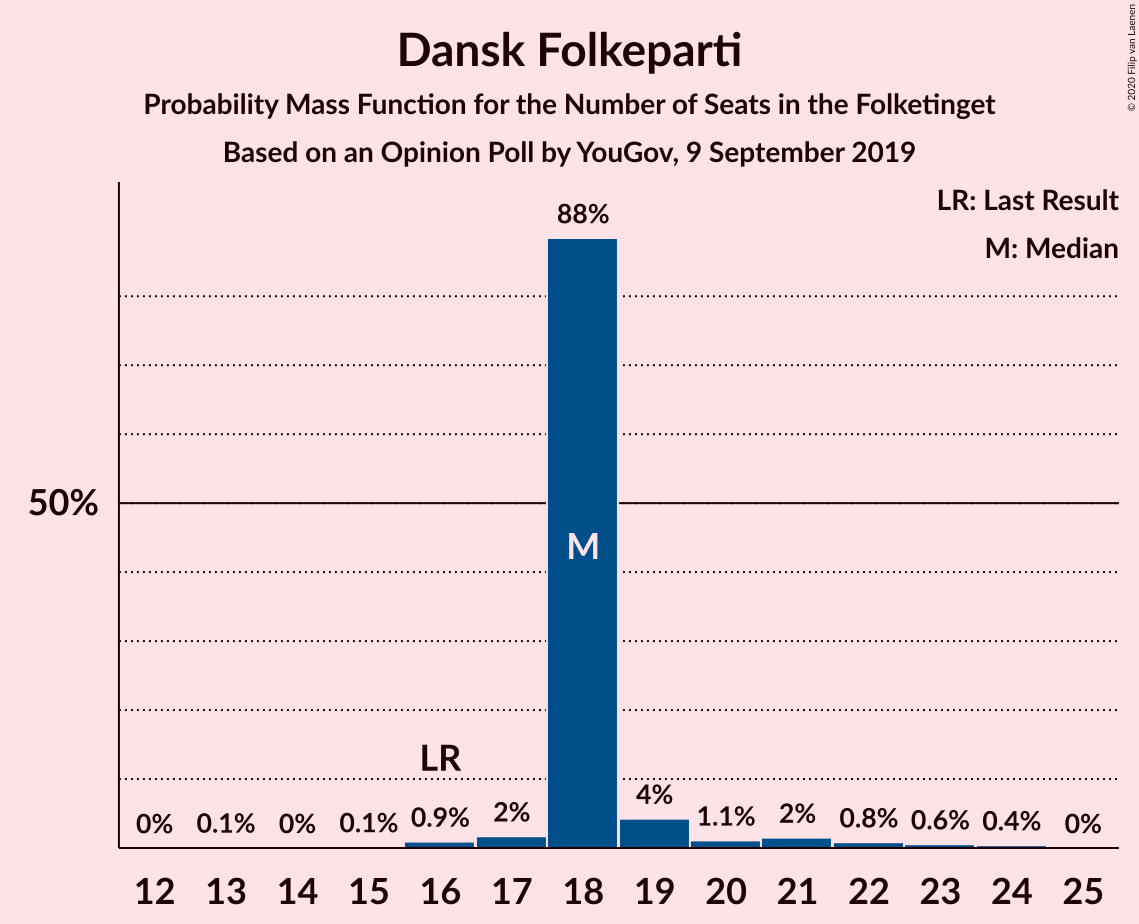 Dansk Folkeparti
Probability Mass Function for the Number of Seats in the Folketinget
Based on an Opinion Poll by YouGov, 9 September 2019
© 2020 Filip van Laenen
LR: Last Result
M: Median
88%
50%
M
LR
0% 0.1% 0% 0.1% 0.9% 2% 4% 1.1% 2% 0.8% 0.6% 0.4% 0%
12 13 14 15 16 17 18 19 20 21 22 23 24 25